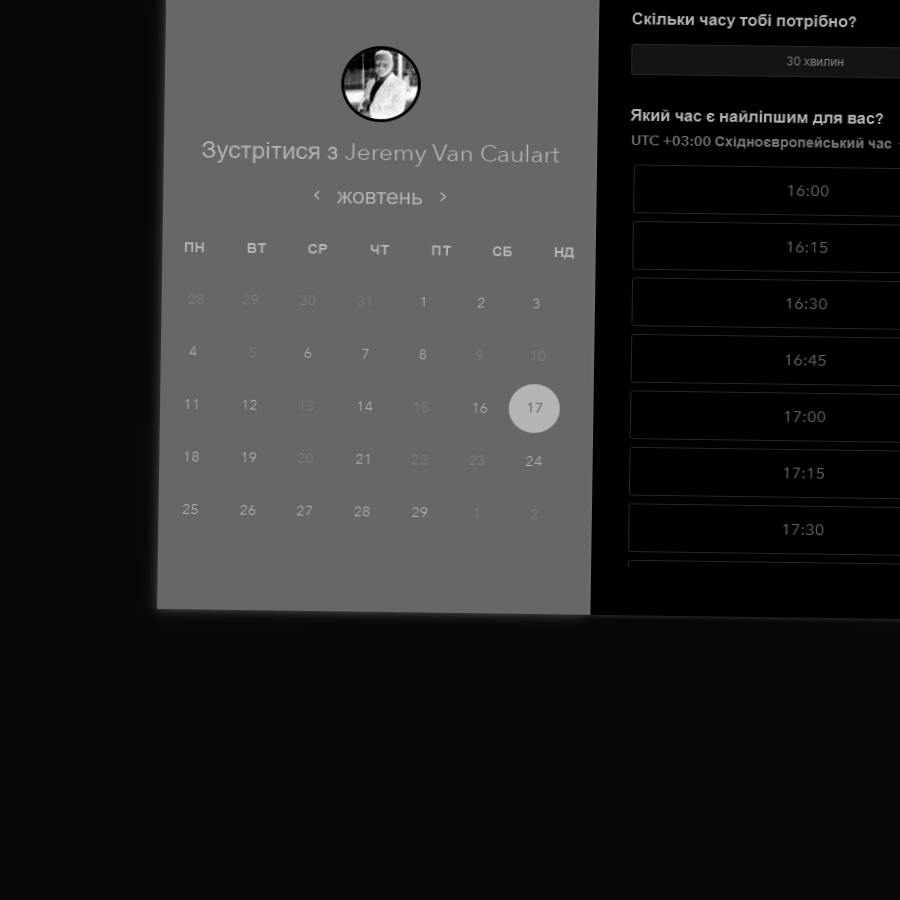 Зустрітися з Jeremy Van Caulart
жовтень
ПН ВТ СР ЧТ ПТ СБ НД
28 29 30 31 1 2 3
4 5 6 7 8 9 10
11 12 13 14 15 16 17
18 19 20 21 22 23 24
25 26 27 28 29 1 2
Скільки часу тобі потрібно?
30 хвилин
Який час є найліпшим для вас?
UTC +03:00 Східноєвропейський час
16:00
16:15
16:30
16:45
17:00
17:15
17:30